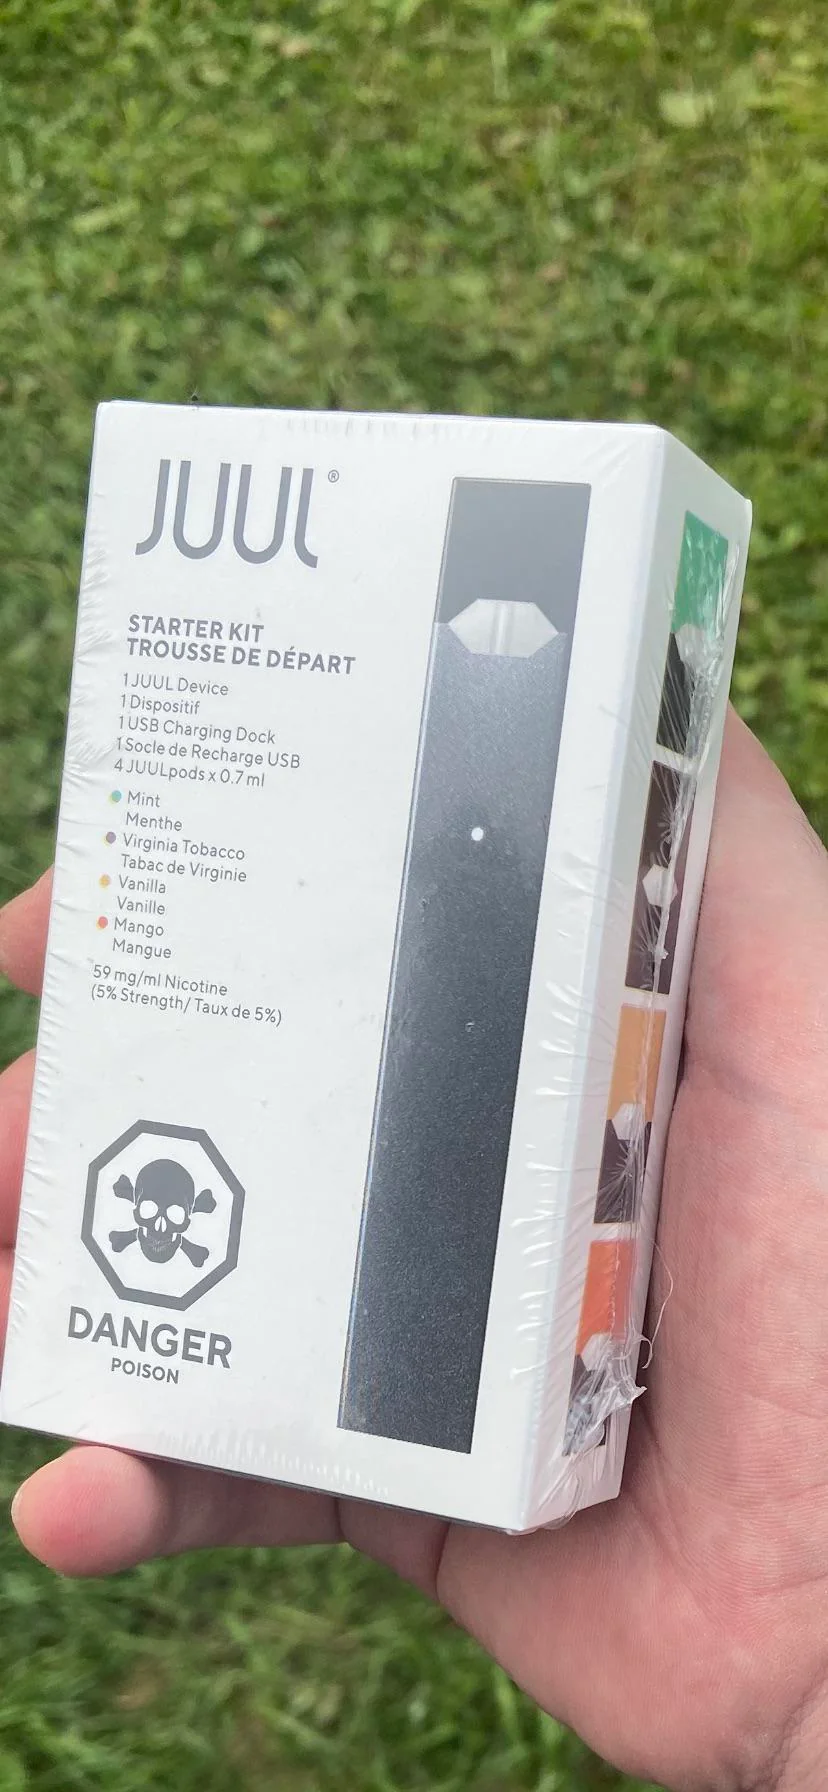 JUUL®
STARTER KIT
TROUSSE DE DÉPART
1 JUUL Device
1 Dispositif
1 USB Charging Dock
1 Socle de Recharge USB
4 JUULpods x 0.7 ml
Mint
Menthe
Virginia Tobacco
Tabac de Virginie
Vanilla
Vanille
Mango
Mangue
59 mg/ml Nicotine
(5% Strength/ Taux de 5%)
DANGER
POISON